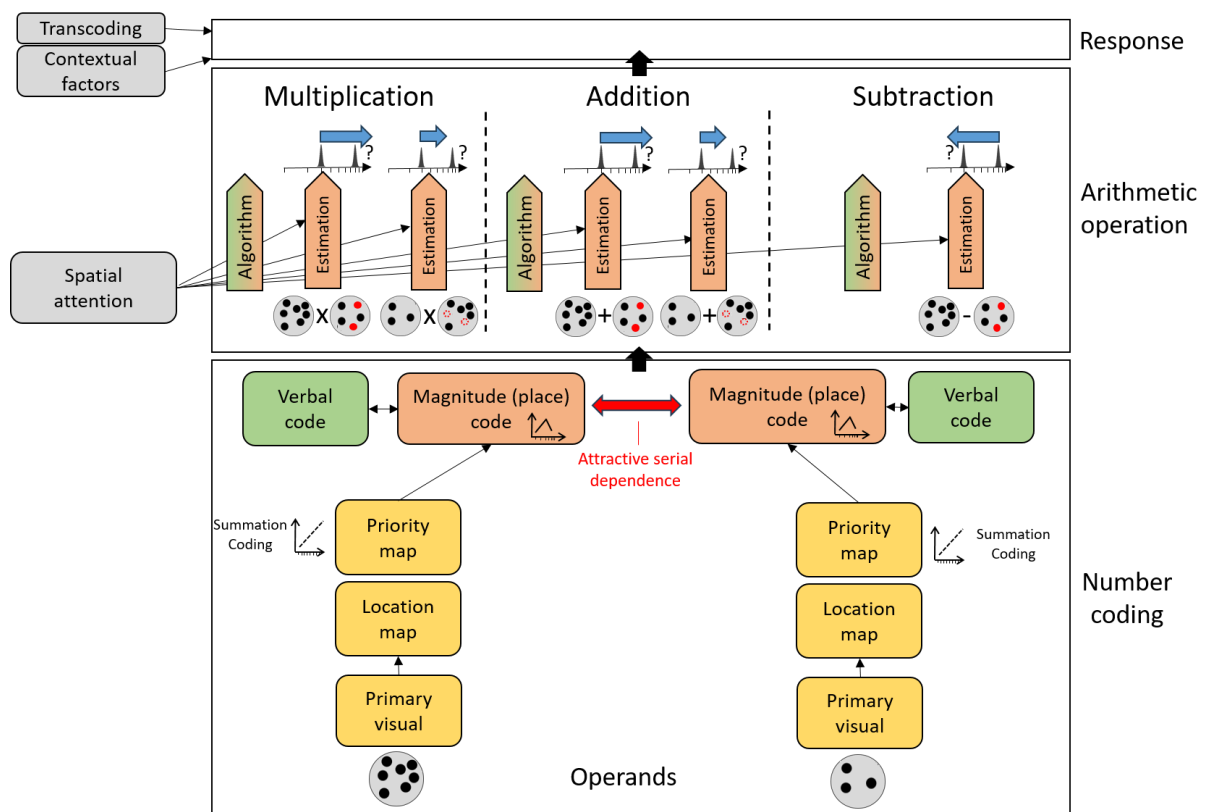 Transcoding
Contextual
factors
Response
Multiplication
Addition
Subtraction
?
?
?
?
?
Algorithm
Estimation
Estimation
Algorithm
Estimation
Estimation
Algorithm
Estimation
Arithmetic
operation
Spatial
attention
x
x
+
+
-
Verbal
code
Magnitude (place)
code
Magnitude (place)
code
Verbal
code
Attractive serial
dependence
Summation
Coding
Priority
map
Priority
map
Summation
Coding
Location
map
Location
map
Number
coding
Primary
visual
Primary
visual
Operands